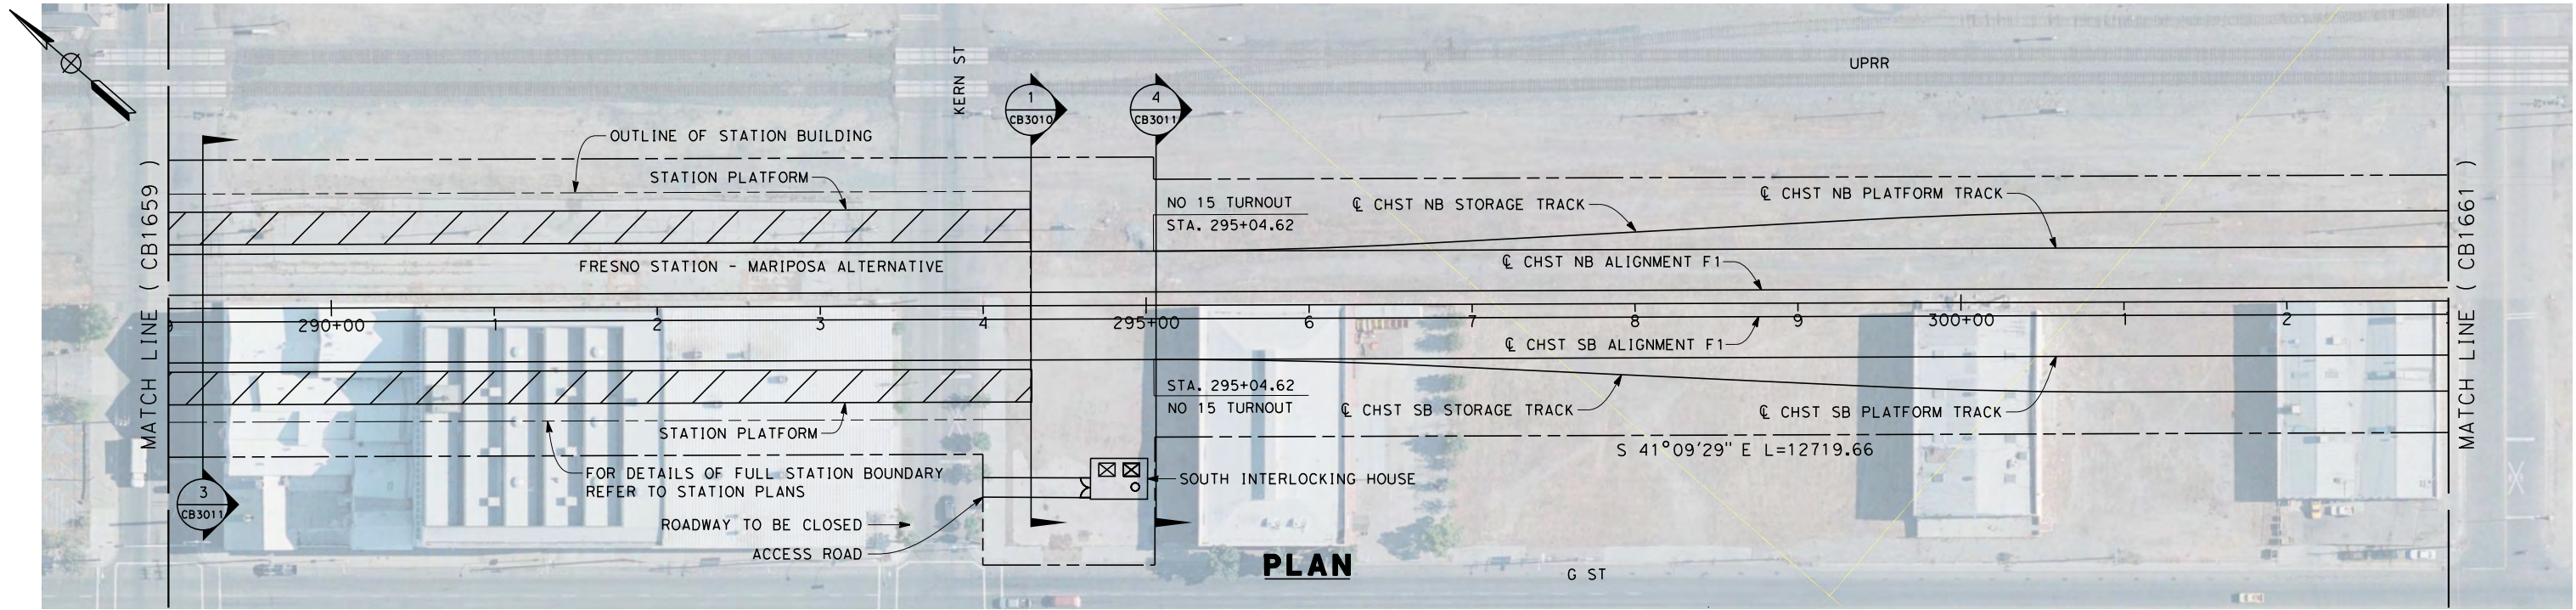 KERN ST
UPRR
1
CB3010
4
CB3011
OUTLINE OF STATION BUILDING
STATION PLATFORM
MATCH LINE ( CB1659 )
NO 15 TURNOUT
STA. 295+04.62
℄ CHST NB STORAGE TRACK
℄ CHST NB PLATFORM TRACK
MATCH LINE ( CB1661 )
FRESNO STATION - MARIPOSA ALTERNATIVE
℄ CHST NB ALIGNMENT F1
290+00 1 2 3 4 295+00 6 7 8 9 300+00 1 2
℄ CHST SB ALIGNMENT F1
STA. 295+04.62
NO 15 TURNOUT
℄ CHST SB STORAGE TRACK
℄ CHST SB PLATFORM TRACK
STATION PLATFORM
S 41°09'29" E L=12719.66
FOR DETAILS OF FULL STATION BOUNDARY
REFER TO STATION PLANS
SOUTH INTERLOCKING HOUSE
3
CB3011
ROADWAY TO BE CLOSED
ACCESS ROAD
PLAN
G ST